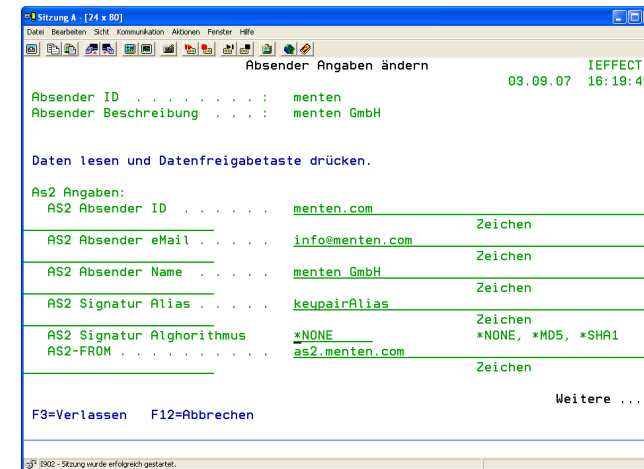 Sitzung A - [24 x 80]
Datei Bearbeiten Sicht Kommunikation Aktionen Fenster Hilfe
Absender Angaben ändern IEFFECT
03.09.07 16:19:4
Absender ID . . . . . . . . : menten
Absender Beschreibung . . . : menten GmbH
Daten lesen und Datenfreigabetaste drücken.
As2 Angaben:
AS2 Absender ID . . . . . . menten.com
Zeichen
AS2 Absender eMail . . . . . info@menten.com
Zeichen
AS2 Absender Name . . . . . menten GmbH
Zeichen
AS2 Signatur Alias . . . . . keypairAlias
Zeichen
AS2 Signatur Alghorithmus *NONE *NONE, *MD5, *SHA1
AS2-FROM . . . . . . . . . . as2.menten.com
Zeichen
Weitere ...
F3=Verlassen F12=Abbrechen
I902 - Sitzung wurde erfolgreich gestartet.